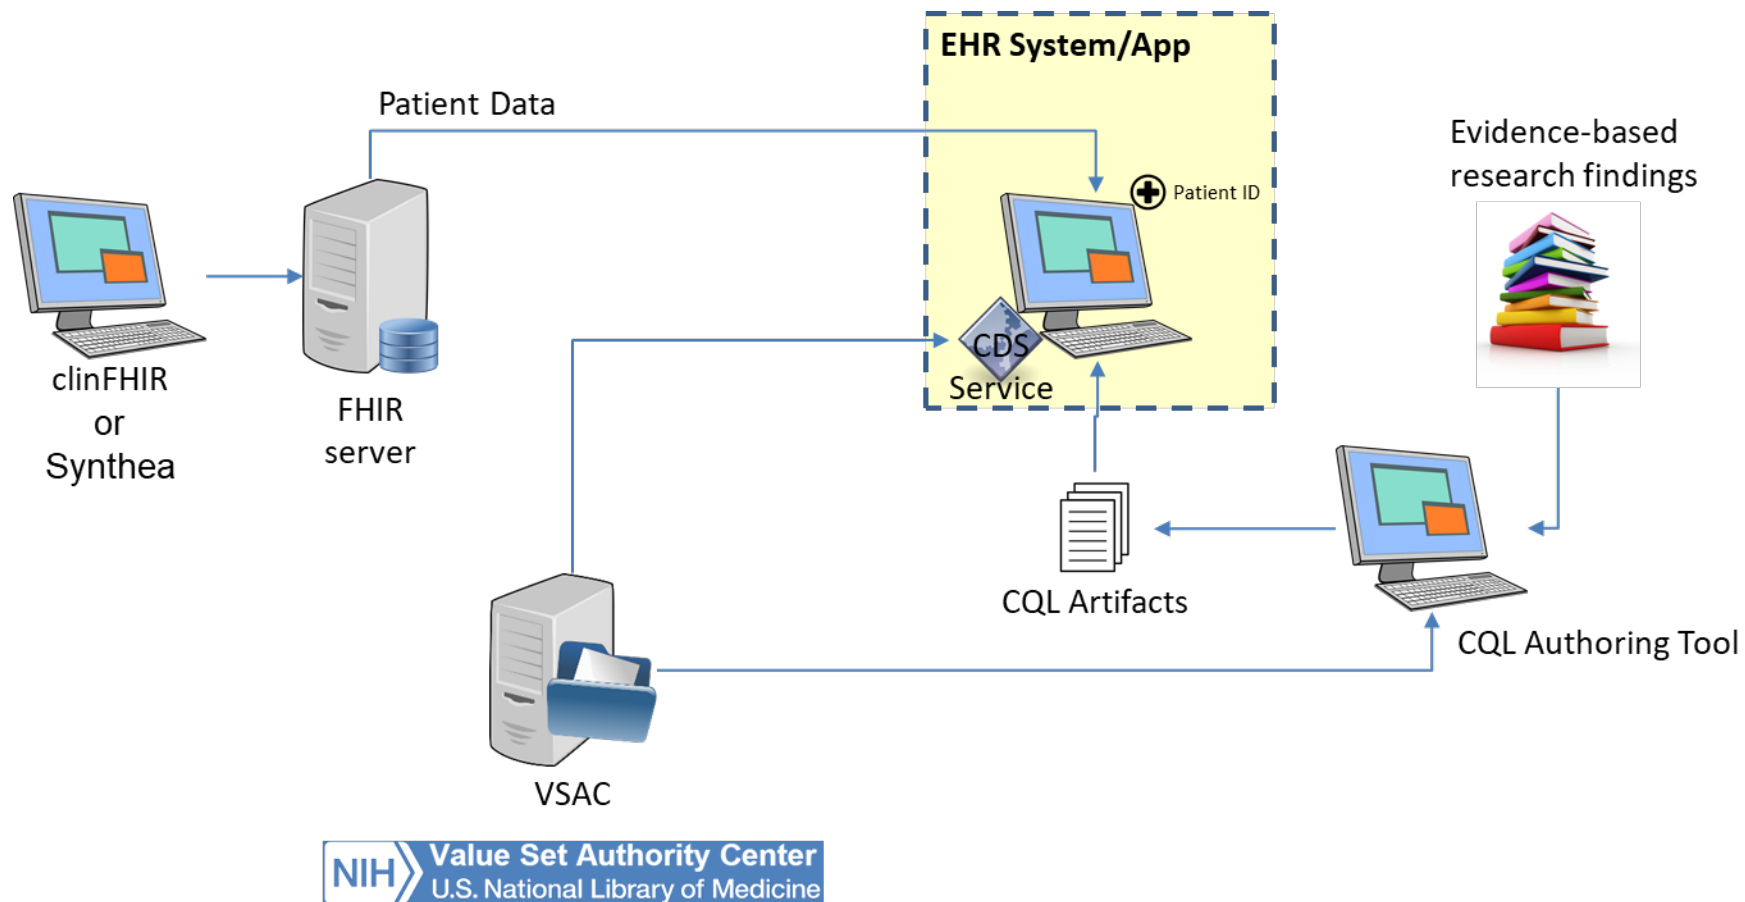 EHR System/App
Patient Data
Evidence-based
research findings
Patient ID
CDS
Service
clinFHIR
or
Synthea
FHIR
server
CQL Artifacts
CQL Authoring Tool
VSAC
NIH
Value Set Authority Center
U.S. National Library of Medicine